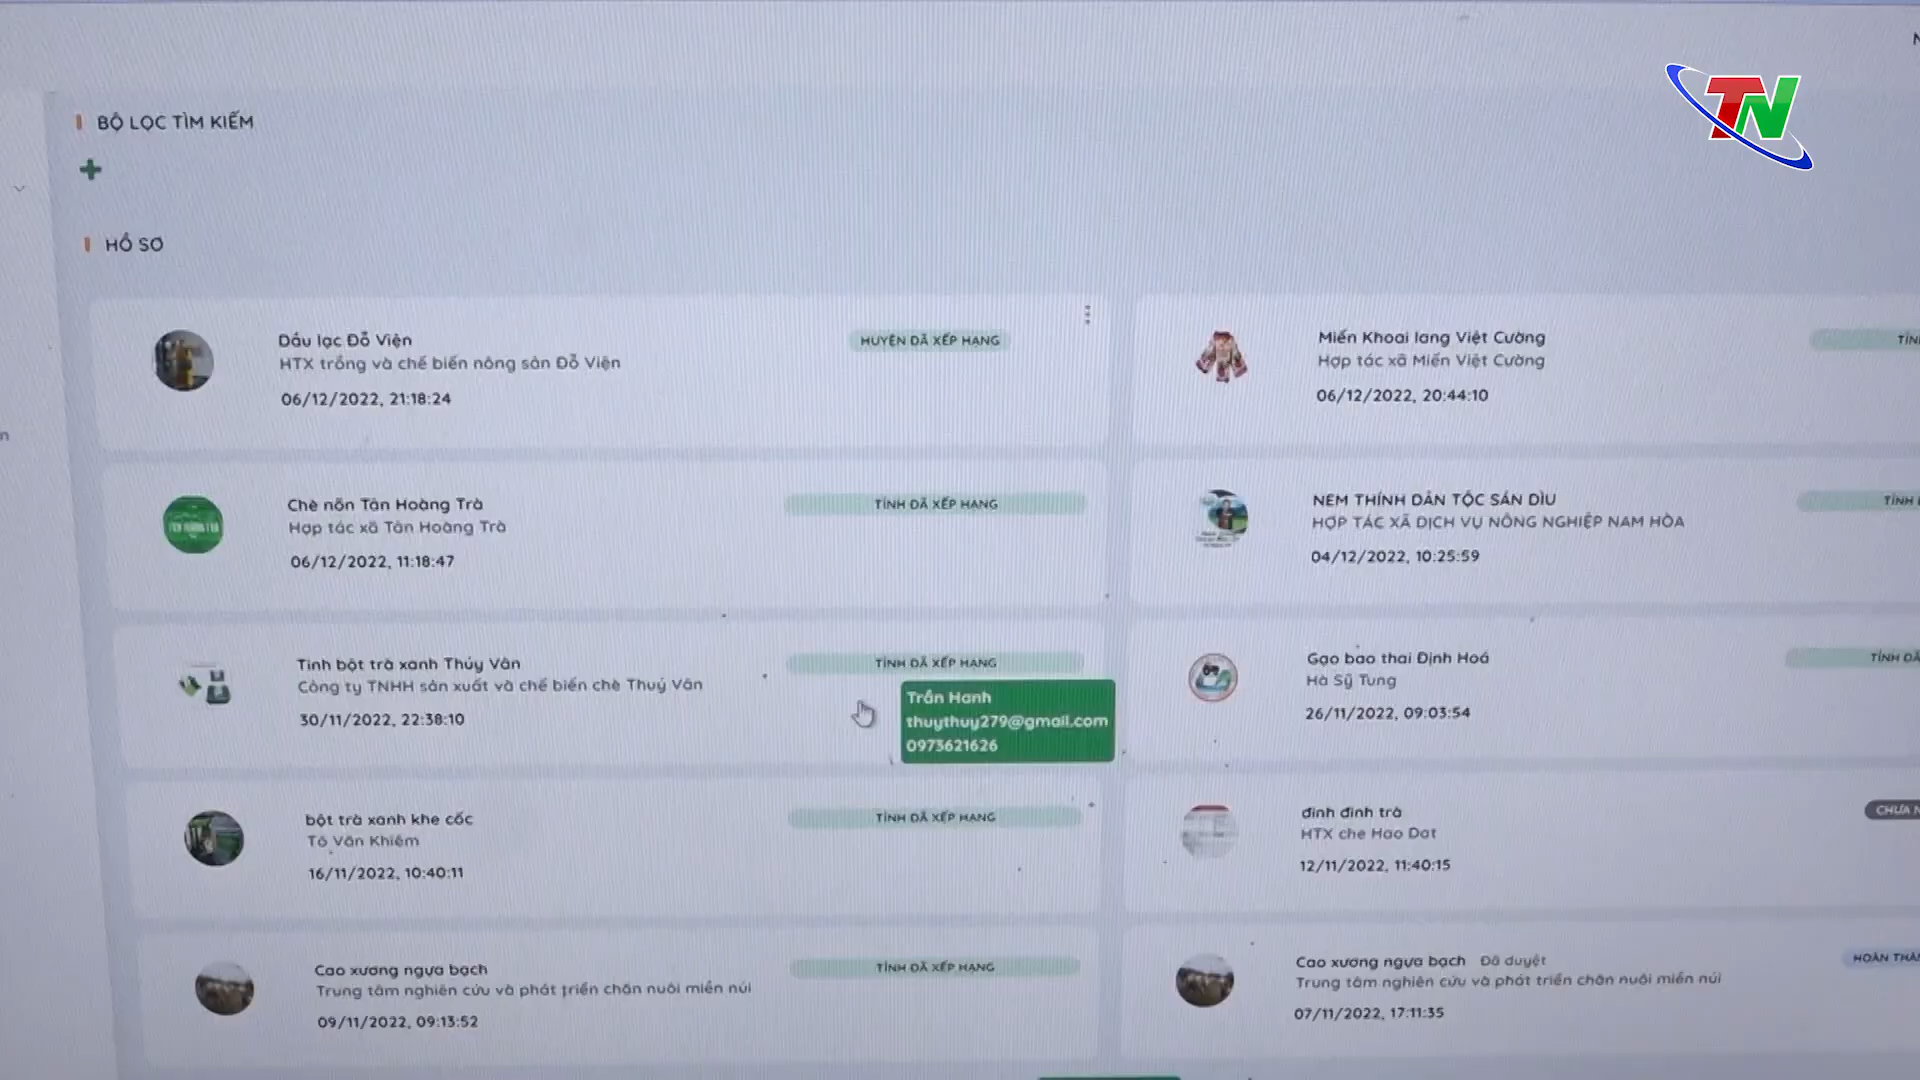 TN
BỘ LỌC TÌM KIẾM
HỒ SƠ
Dầu lạc Đỗ Viện
HTX trồng và chế biến nông sản Đỗ Viện
06/12/2022, 21:18:24
HUYỆN ĐÃ XẾP HẠNG
Miến Khoai lang Việt Cường
Hợp tác xã Miến Việt Cường
06/12/2022, 20:44:10
Chè nõn Tân Hoàng Trà
Hợp tác xã Tân Hoàng Trà
06/12/2022, 11:18:47
TỈNH ĐÃ XẾP HẠNG
NEM THÍNH DÂN TỘC SÁN DÌU
HỢP TÁC XÃ DỊCH VỤ NÔNG NGHIỆP NAM HÒA
04/12/2022, 10:25:59
TỈNH
Tinh bột trà xanh Thúy Vân
Công ty TNHH sản xuất và chế biến chè Thuý Vân
30/11/2022, 22:38:10
TỈNH ĐÃ XẾP HẠNG
Trần Hạnh
thuythuy279@gmail.com
0973621626
Gạo bao thai Định Hoá
Hà Sỹ Tung
26/11/2022, 09:03:54
TỈNH ĐÃ
bột trà xanh khe cốc
Tô Văn Khiêm
16/11/2022, 10:40:11
TỈNH ĐÃ XẾP HẠNG
đinh đinh trà
HTX che Hao Dat
12/11/2022, 11:40:15
CHƯA
Cao xương ngựa bạch
Trung tâm nghiên cứu và phát triển chăn nuôi miền núi
09/11/2022, 09:13:52
TỈNH ĐÃ XẾP HẠNG
Cao xương ngựa bạch Đã duyệt
Trung tâm nghiên cứu và phát triển chăn nuôi miền núi
07/11/2022, 17:11:35
HOÀN